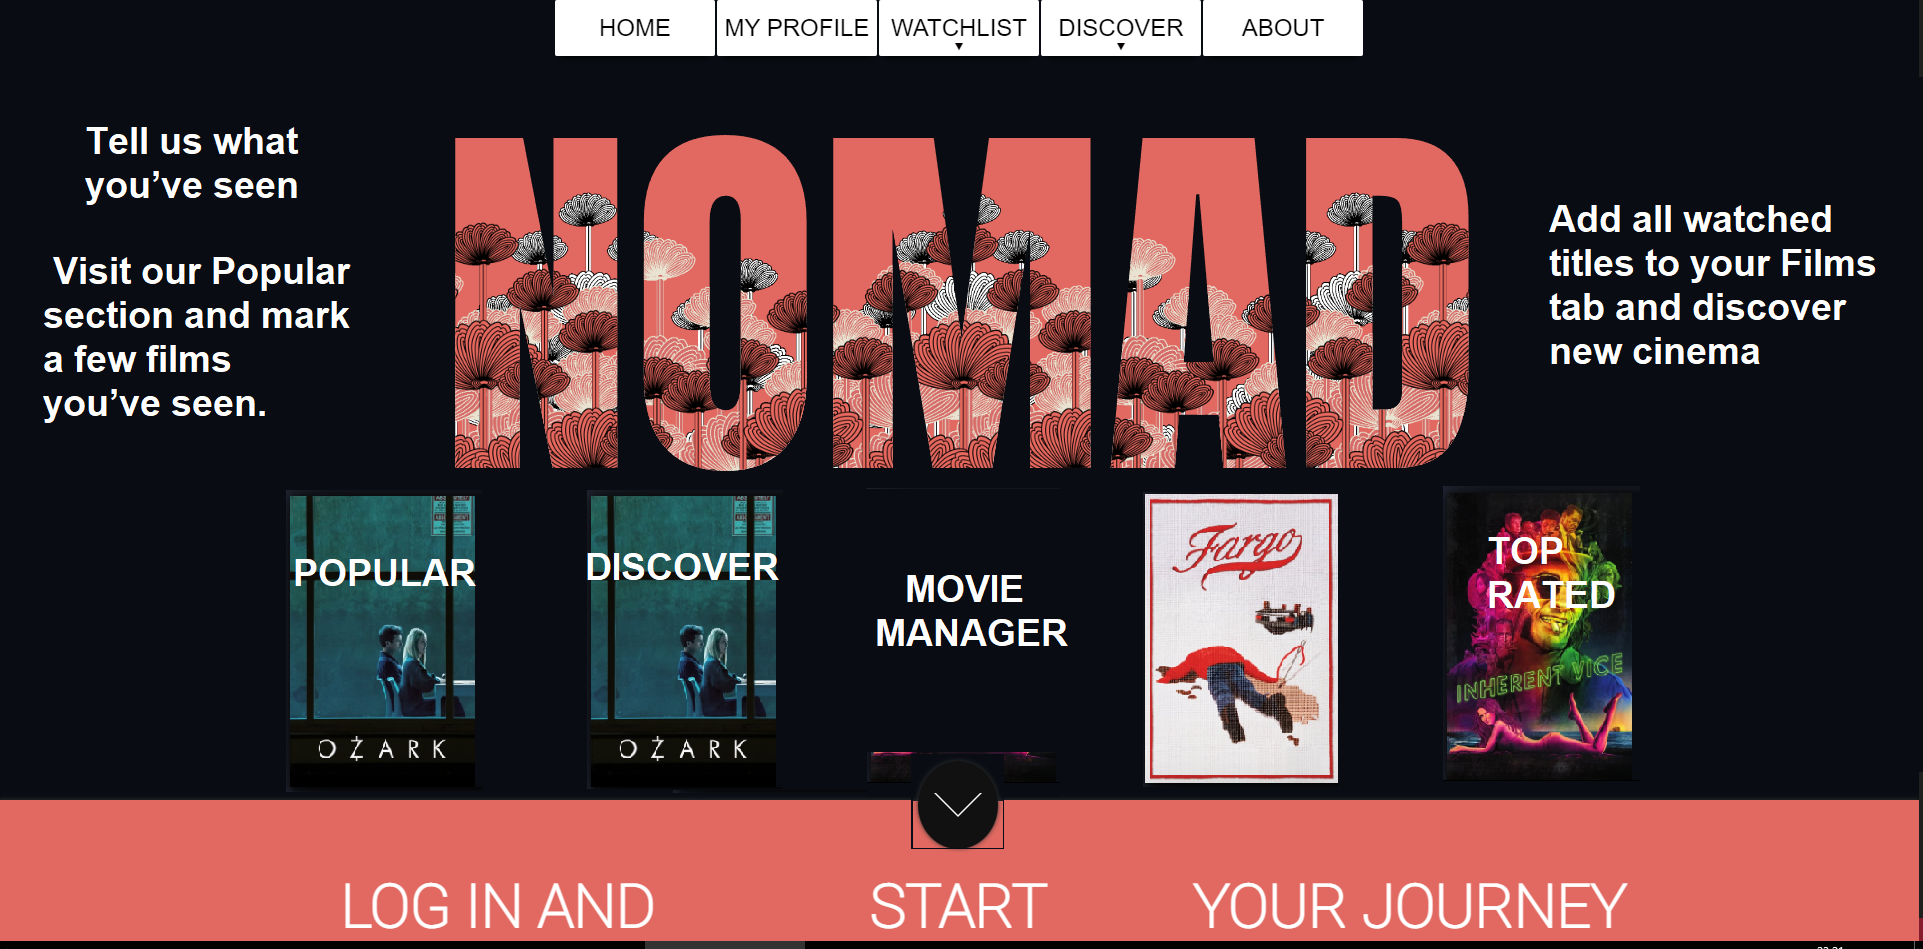 HOME
MY PROFILE
WATCHLIST
DISCOVER
ABOUT
Tell us what
you’ve seen
Visit our Popular
section and mark
a few films
you’ve seen.
NOMAD
Add all watched
titles to your Films
tab and discover
new cinema
POPULAR
OZARK
DISCOVER
OZARK
MOVIE
MANAGER
Fargo
TOP
RATED
INHERENT VICE
LOG IN AND START YOUR JOURNEY